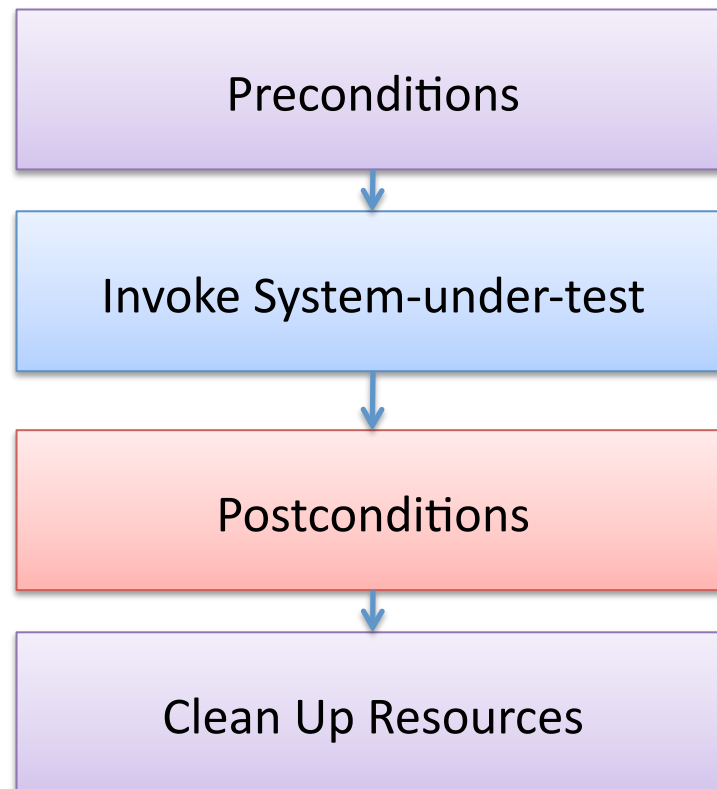 Preconditions
Invoke System-under-test
Postconditions
Clean Up Resources